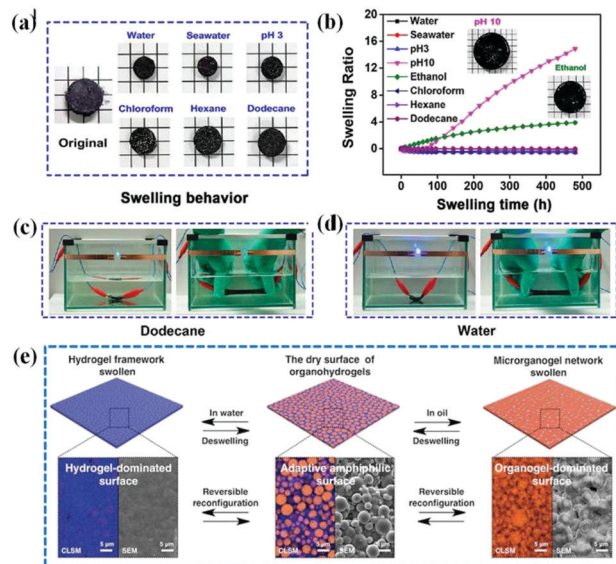 (a)
Water
Seawater
pH 3
Original
Chloroform
Hexane
Dodecane
Swelling behavior
(b)
Swelling Ratio
20
16
12
8
4
0
Water
Seawater
pH3
pH10
Ethanol
Chloroform
Hexane
Dodecane
pH 10
Ethanol
0
100
200
300
400
500
Swelling time (h)
(c)
Dodecane
(d)
Water
(e)
Hydrogel framework
swollen
The dry surface of
organohydrogels
Microrganogel network
swollen
In water
Deswelling
In oil
Deswelling
Hydrogel-dominated
surface
CLSM
5 µm
SEM
5 µm
Reversible
reconfiguration
Adaptive amphiphilic
surface
CLSM
5 µm
SEM
5 µm
Reversible
reconfiguration
Organogel-dominated
surface
CLSM
5 µm
SEM
5 µm